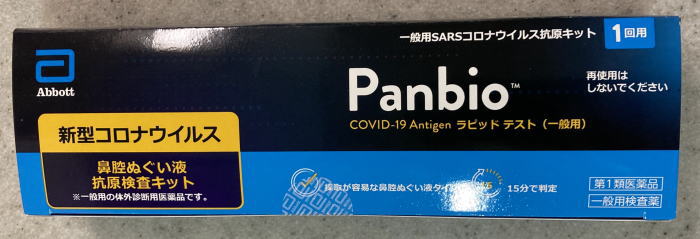 一般用SARSコロナウイルス抗原キット
1回用
Abbott
Panbio™
再使用は
しないでください
COVID-19 Antigen ラピッド テスト（一般用）
新型コロナウイルス
鼻腔ぬぐい液
抗原検査キット
※一般用の体外診断用医薬品です。
採取が容易な鼻腔ぬぐい液タイプ
15分で判定
第1類医薬品
一般用検査薬